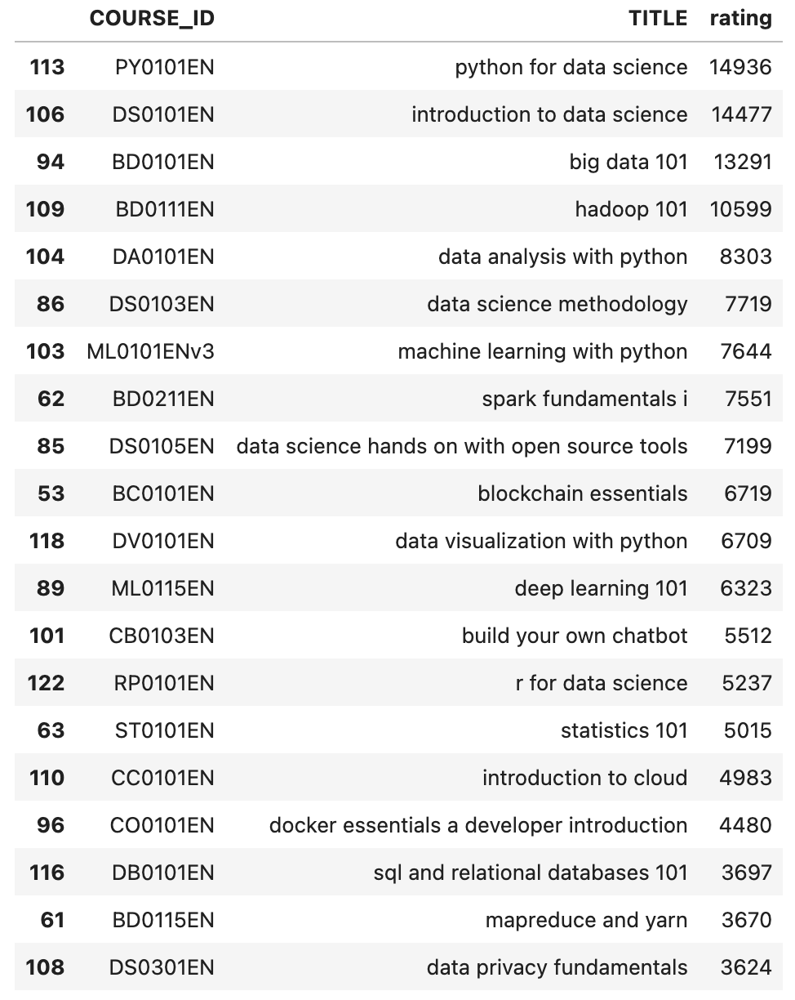 COURSE_ID TITLE rating
113 PY0101EN python for data science 14936
106 DS0101EN introduction to data science 14477
94 BD0101EN big data 101 13291
109 BD0111EN hadoop 101 10599
104 DA0101EN data analysis with python 8303
86 DS0103EN data science methodology 7719
103 ML0101ENv3 machine learning with python 7644
62 BD0211EN spark fundamentals i 7551
85 DS0105EN data science hands on with open source tools 7199
53 BC0101EN blockchain essentials 6719
118 DV0101EN data visualization with python 6709
89 ML0115EN deep learning 101 6323
101 CB0103EN build your own chatbot 5512
122 RP0101EN r for data science 5237
63 ST0101EN statistics 101 5015
110 CC0101EN introduction to cloud 4983
96 CO0101EN docker essentials a developer introduction 4480
116 DB0101EN sql and relational databases 101 3697
61 BD0115EN mapreduce and yarn 3670
108 DS0301EN data privacy fundamentals 3624